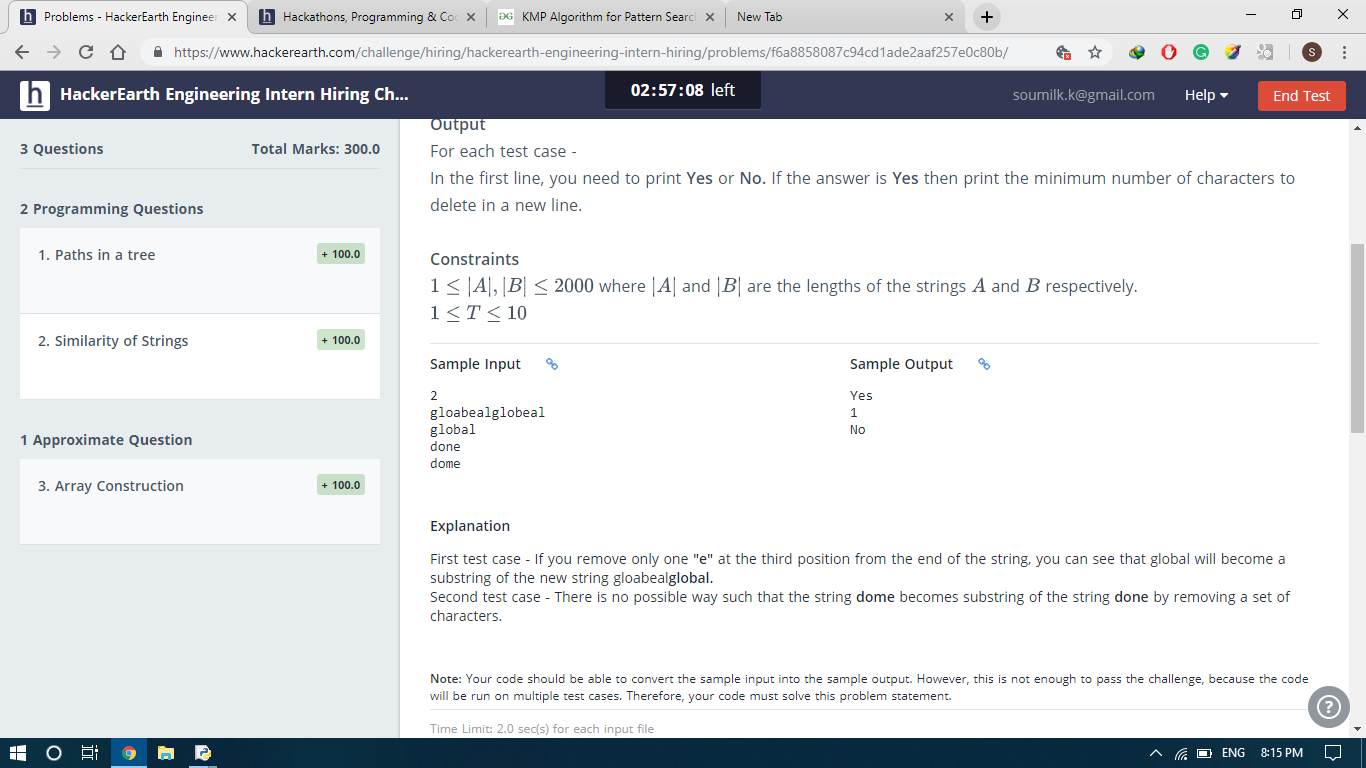 Problems - HackerEarth Engineer
Hackathons, Programming & Co
KMP Algorithm for Pattern Searc
New Tab
https://www.hackerearth.com/challenge/hiring/hackerearth-engineering-intern-hiring/problems/f6a8858087c94cd1ade2aaf257e0c80b/
S
h HackerEarth Engineering Intern Hiring Ch...
02:57:08 left
soumilk.k@gmail.com
Help
End Test
3 Questions
Total Marks: 300.0
2 Programming Questions
1. Paths in a tree
+ 100.0
2. Similarity of Strings
+ 100.0
1 Approximate Question
3. Array Construction
+ 100.0
Output
For each test case -
In the first line, you need to print Yes or No. If the answer is Yes then print the minimum number of characters to
delete in a new line.
Constraints
1 ≤ |A|, |B| ≤ 2000 where |A| and |B| are the lengths of the strings A and B respectively.
1 ≤ T ≤ 10
Sample Input
2
gloabealglobeal
global
done
dome
Sample Output
Yes
1
No
Explanation
First test case - If you remove only one "e" at the third position from the end of the string, you can see that global will become a
substring of the new string gloabealglobal.
Second test case - There is no possible way such that the string dome becomes substring of the string done by removing a set of
characters.
Note: Your code should be able to convert the sample input into the sample output. However, this is not enough to pass the challenge, because the code
will be run on multiple test cases. Therefore, your code must solve this problem statement.
Time Limit: 2.0 sec(s) for each input file
ENG
8:15 PM